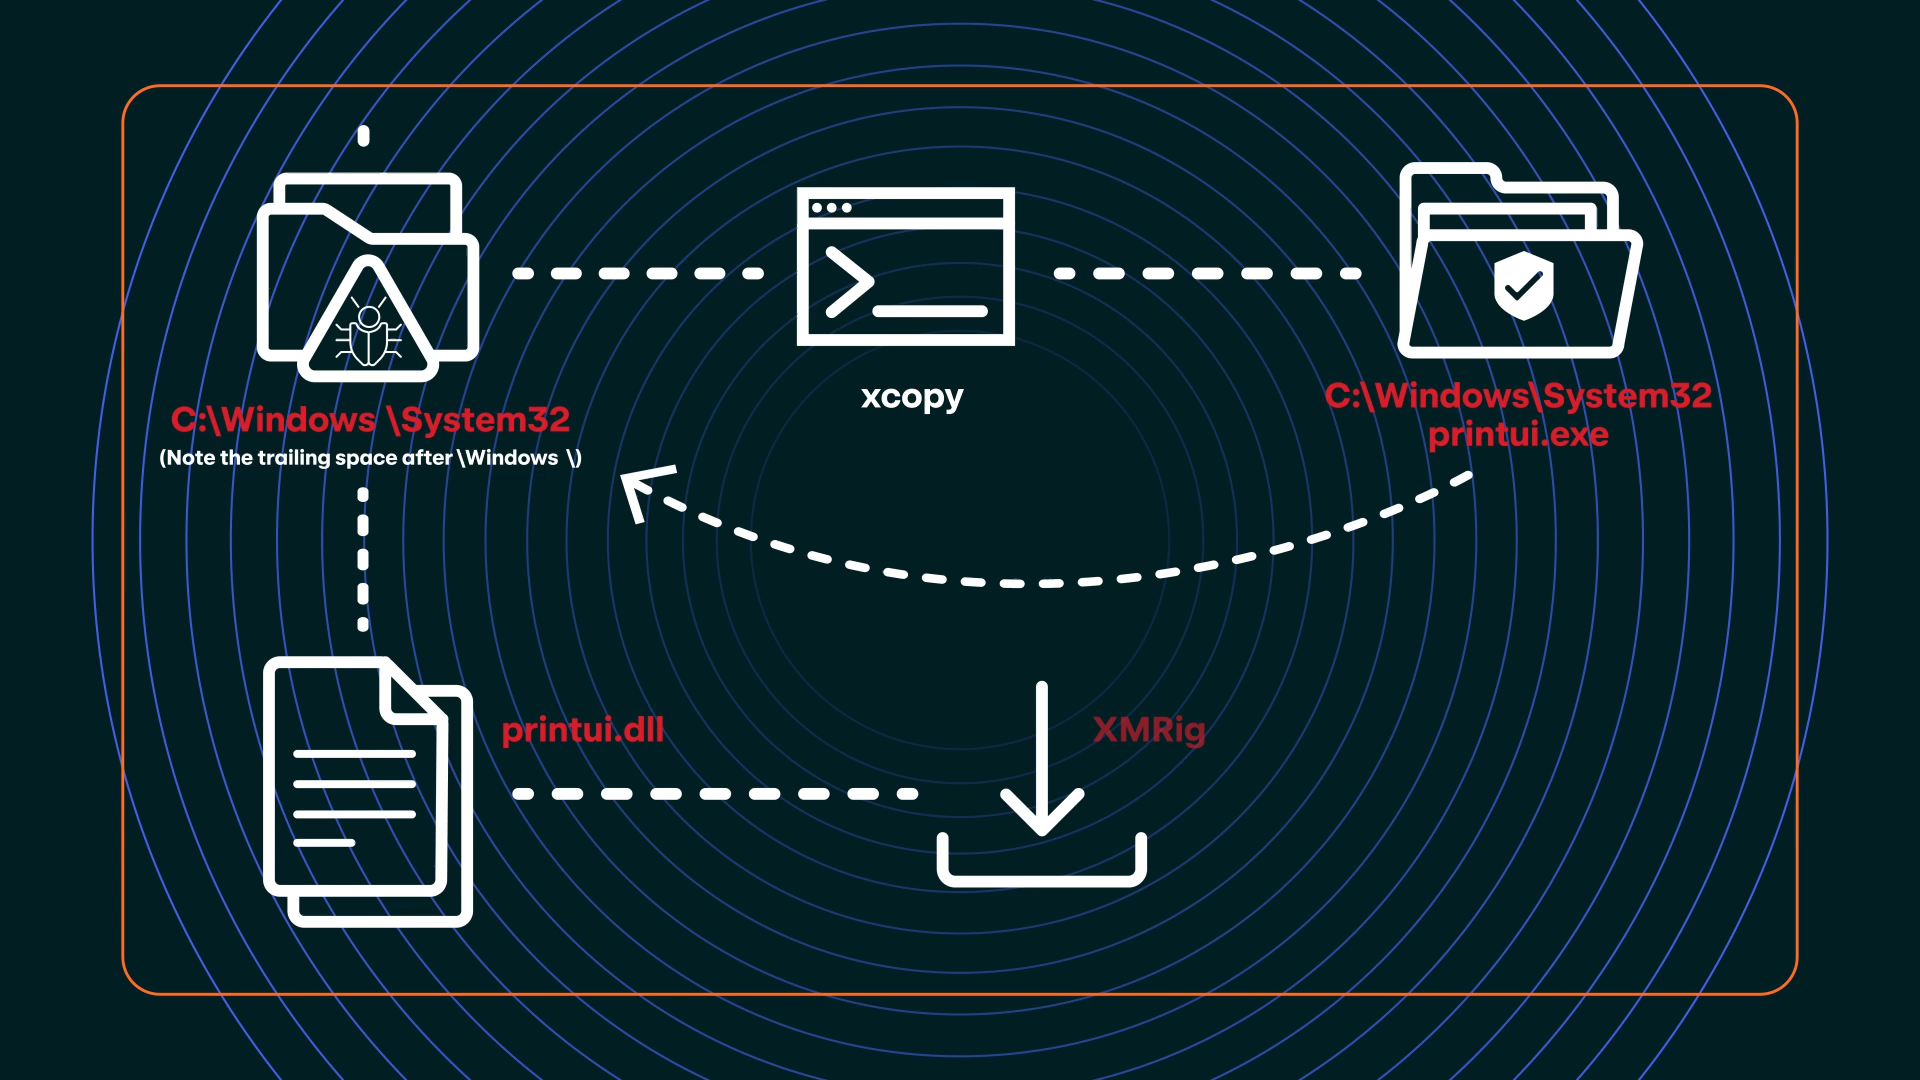 xcopy
C:\Windows\System32
printui.exe
C:\Windows \System32
(Note the trailing space after \Windows \)
printui.dll
XMRig